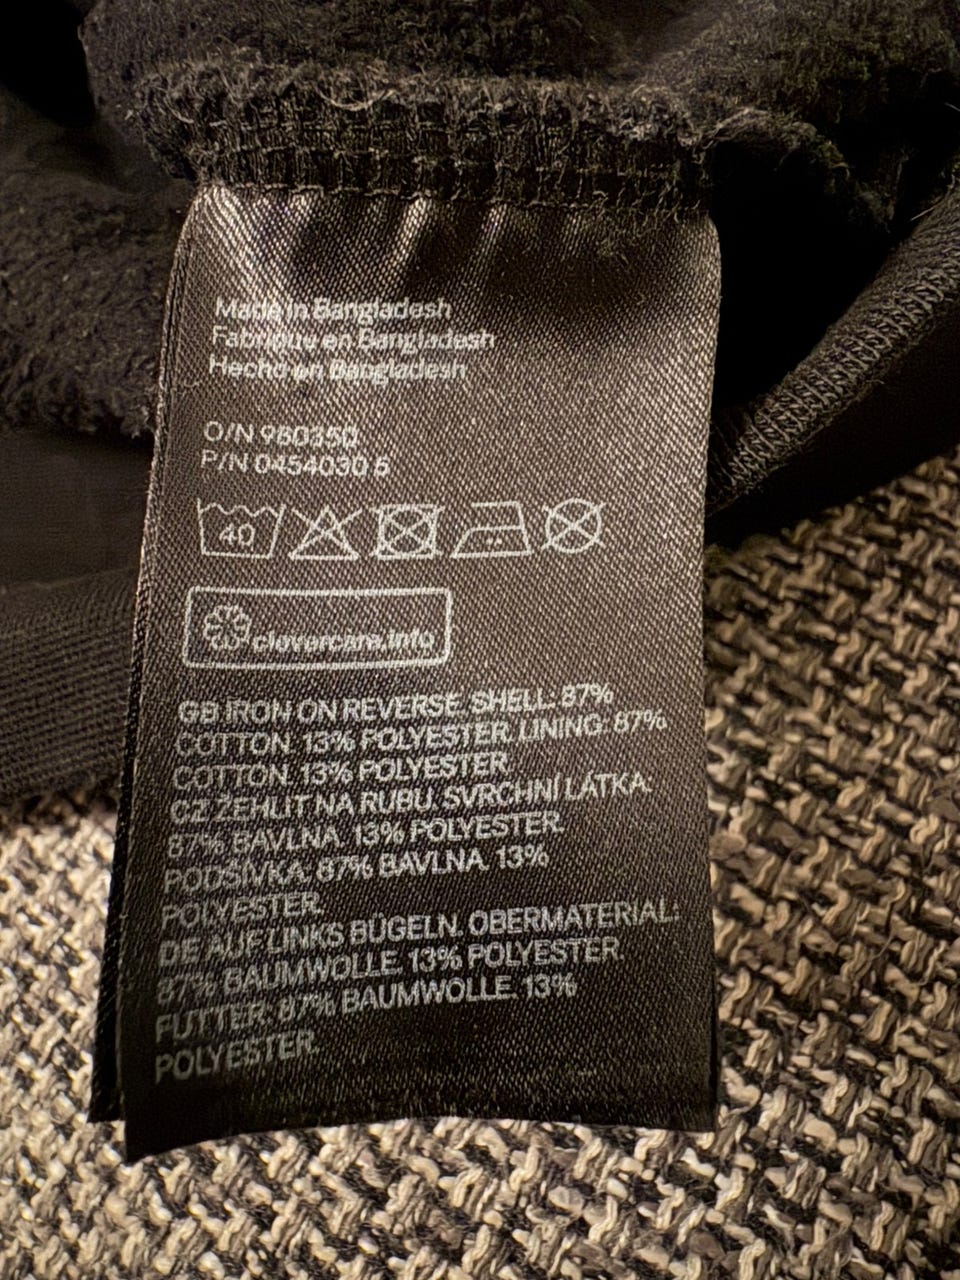 Made in Bangladesh
Fabriqué en Bangladesh
Hecho en Bangladesh
O/N 980350
P/N 0454030 5
40
clevercare.info
GB IRON ON REVERSE. SHELL: 87%
COTTON. 13% POLYESTER. LINING: 87%
COTTON. 13% POLYESTER.
CZ ŽEHLIT NA RUBU. SVRCHNÍ LÁTKA:
87% BAVLNA. 13% POLYESTER.
PODŠÍVKA: 87% BAVLNA. 13%
POLYESTER.
DE AUF LINKS BÜGELN. OBERMATERIAL:
87% BAUMWOLLE. 13% POLYESTER.
FUTTER: 87% BAUMWOLLE. 13%
POLYESTER.